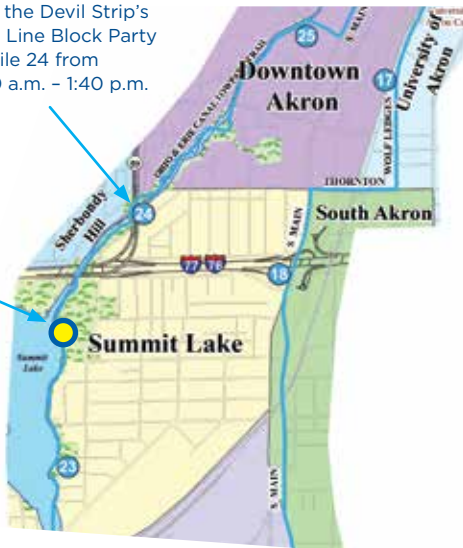 the Devil Strip's
Line Block Party
ile 24 from
a.m. – 1:40 p.m.
25
S MAIN
Downtown
Akron
University of
Akron
17
WOLF LEDGES
OHIO & ERIE CANAL TOWPATH TRAIL
THORNTON
59
24
Sherbondy
Hill
S MAIN
South Akron
77
76
18
Summit Lake
Summit
Lake
23
S MAIN